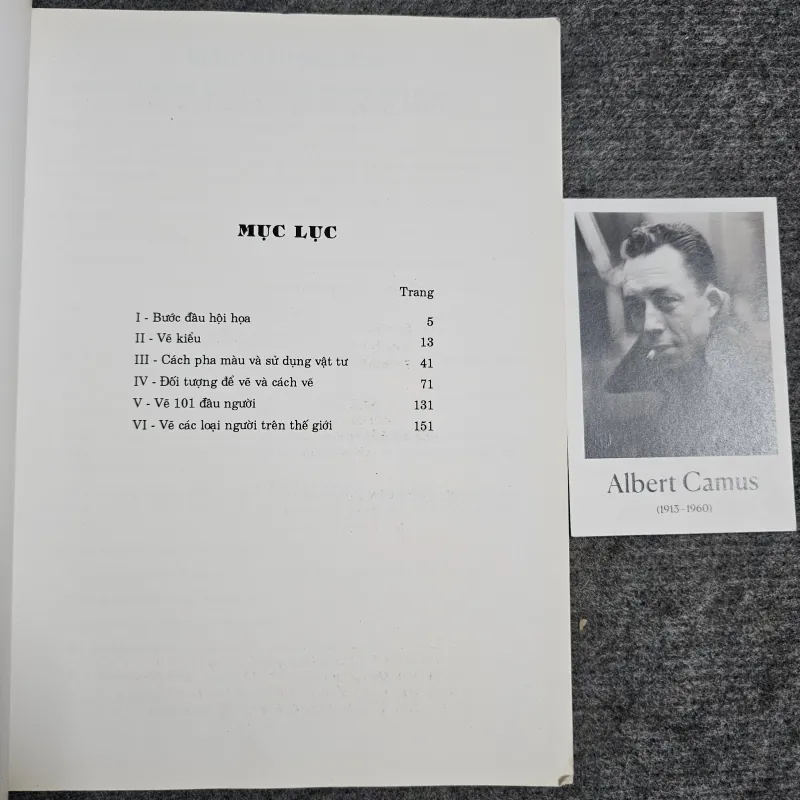 MỤC LỤC
Trang
I - Bước đầu hội họa 5
II - Vẽ kiểu 13
III - Cách pha màu và sử dụng vật tư 41
IV - Đối tượng để vẽ và cách vẽ 71
V - Vẽ 101 đầu người 131
VI - Vẽ các loại người trên thế giới 151
Albert Camus
(1913-1960)